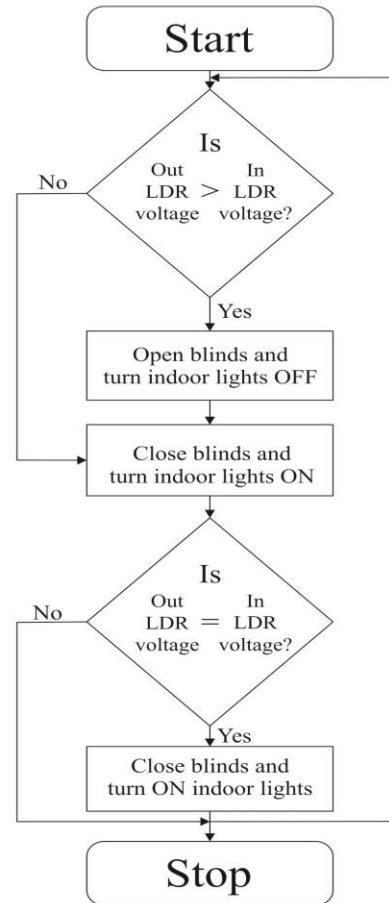 Start
Is
Out In
LDR > LDR
voltage voltage?
No
Yes
Open blinds and
turn indoor lights OFF
Close blinds and
turn indoor lights ON
Is
Out In
LDR = LDR
voltage voltage?
No
Yes
Close blinds and
turn ON indoor lights
Stop